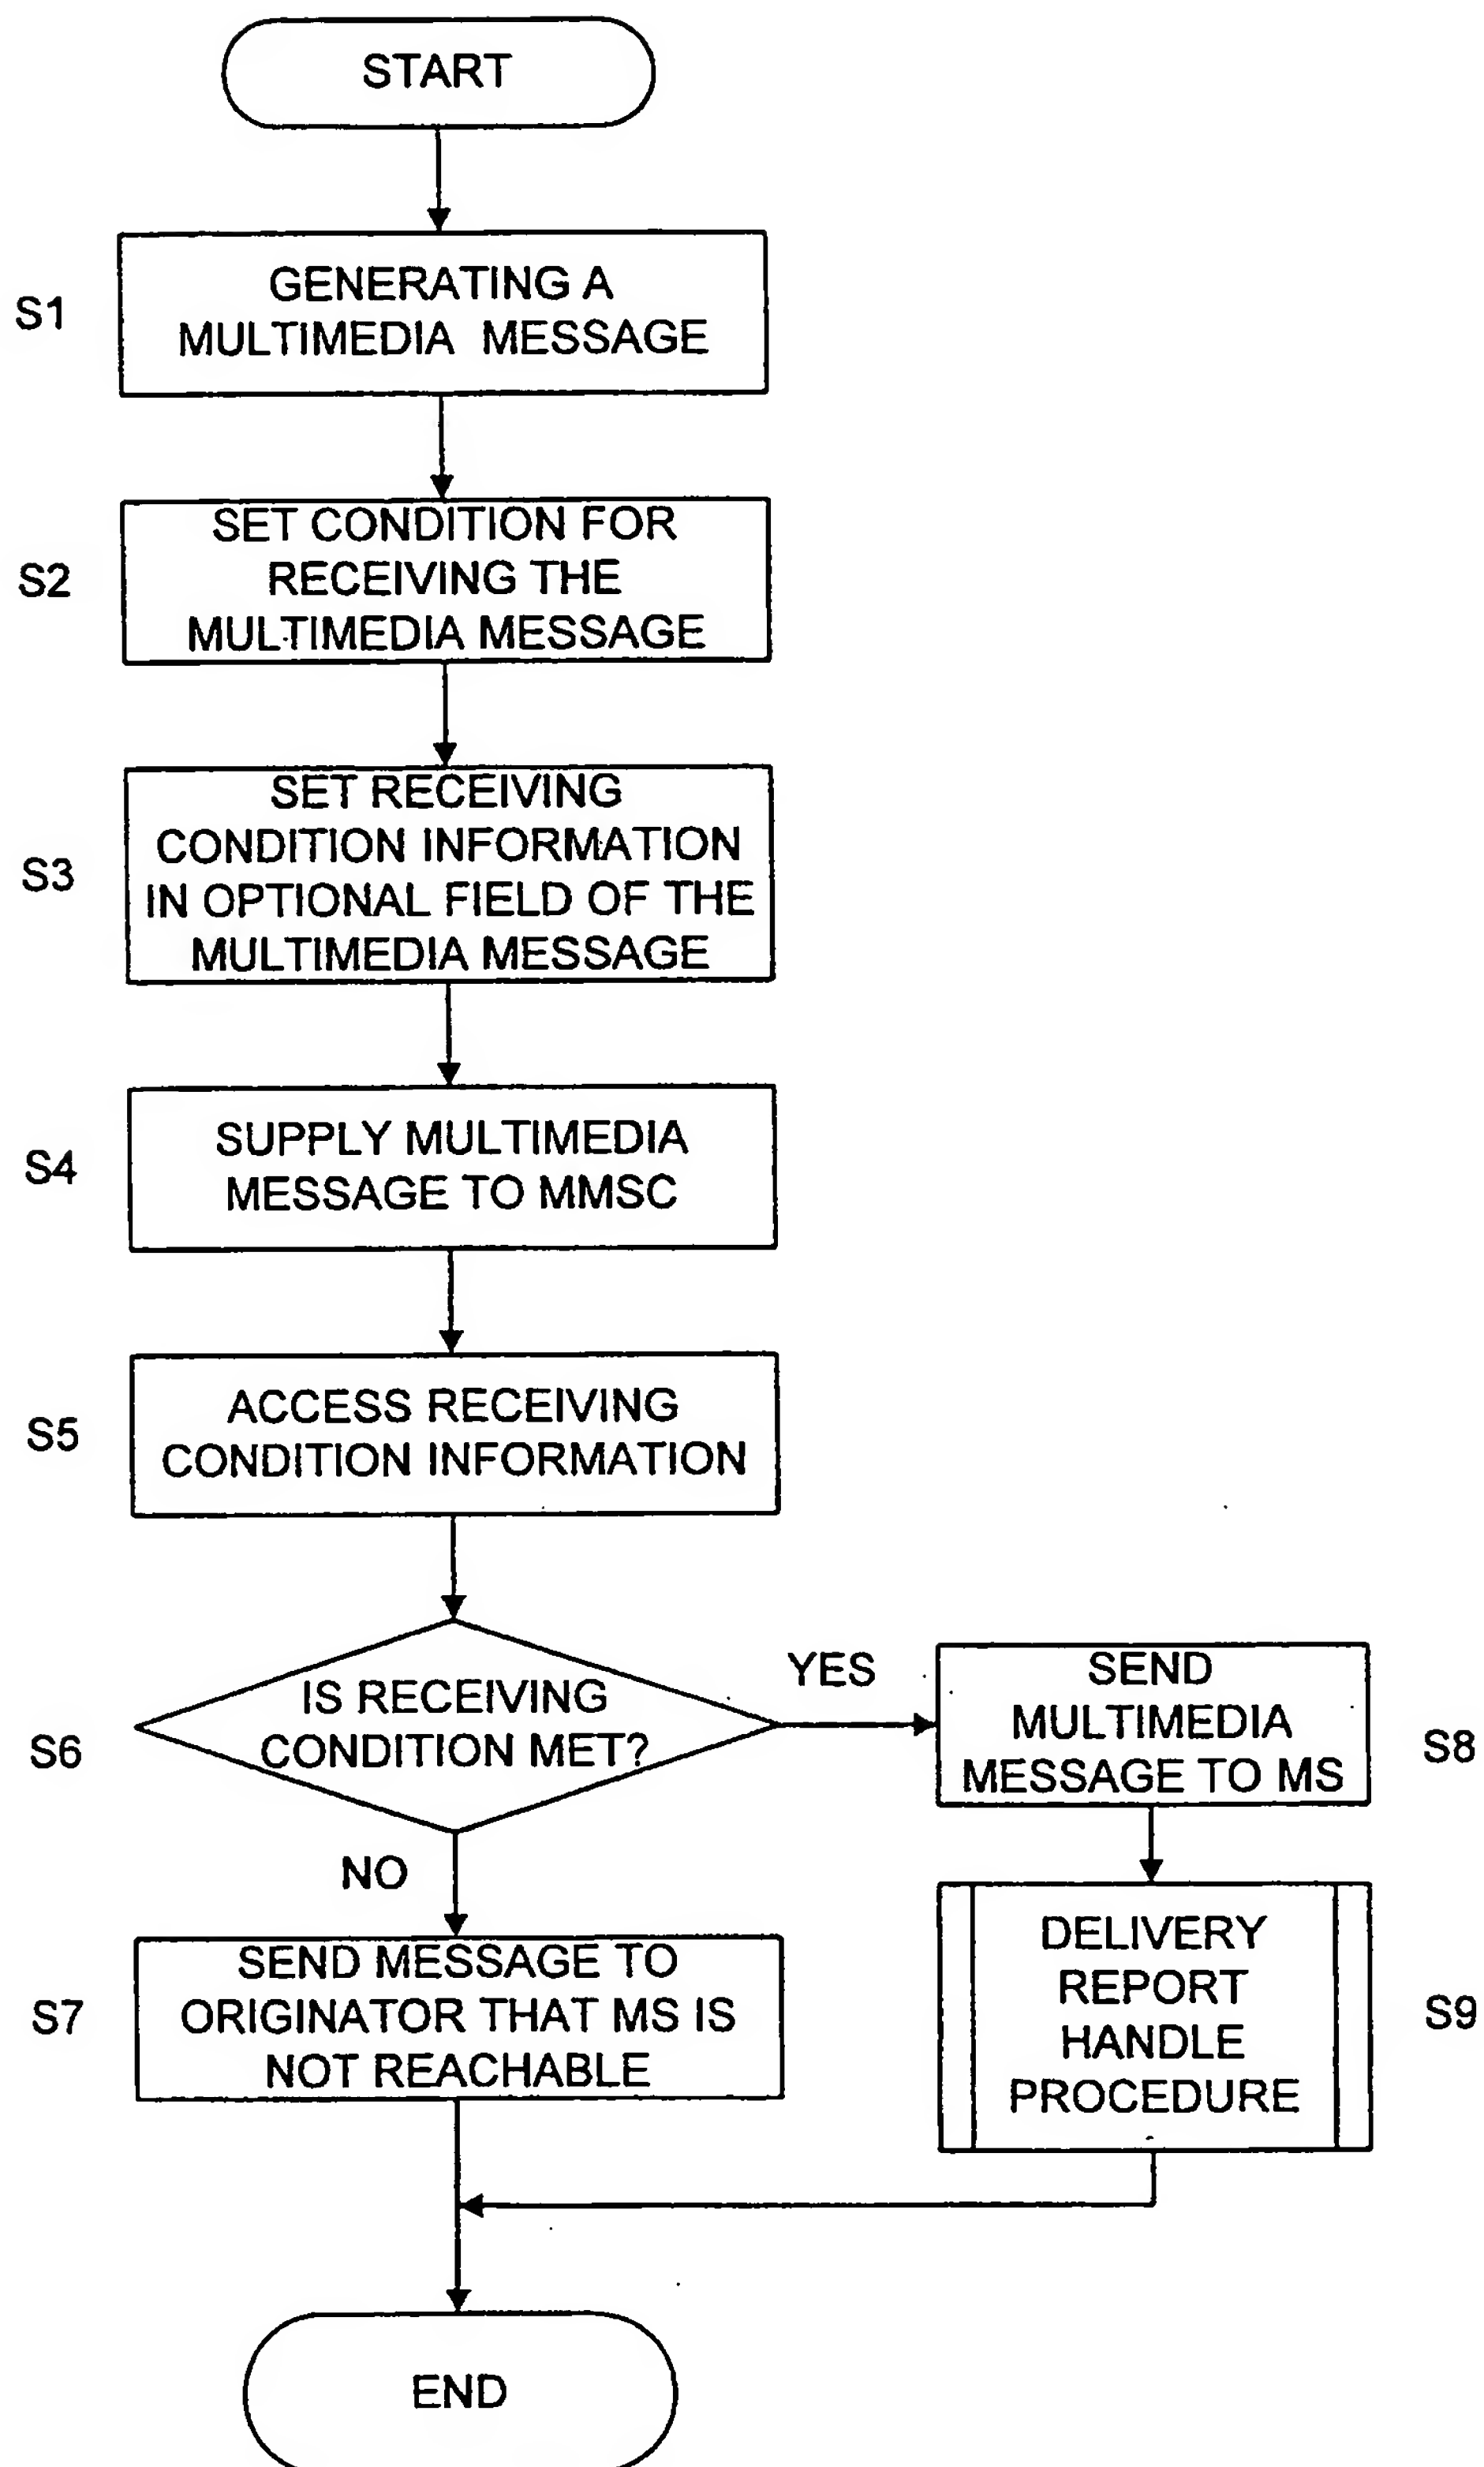 START
S1
GENERATING A
MULTIMEDIA MESSAGE
S2
SET CONDITION FOR
RECEIVING THE
MULTIMEDIA MESSAGE
S3
SET RECEIVING
CONDITION INFORMATION
IN OPTIONAL FIELD OF THE
MULTIMEDIA MESSAGE
S4
SUPPLY MULTIMEDIA
MESSAGE TO MMSC
S5
ACCESS RECEIVING
CONDITION INFORMATION
S6
IS RECEIVING
CONDITION MET?
YES
SEND
MULTIMEDIA
MESSAGE TO MS
S8
NO
S7
SEND MESSAGE TO
ORIGINATOR THAT MS IS
NOT REACHABLE
DELIVERY
REPORT
HANDLE
PROCEDURE
S9
END